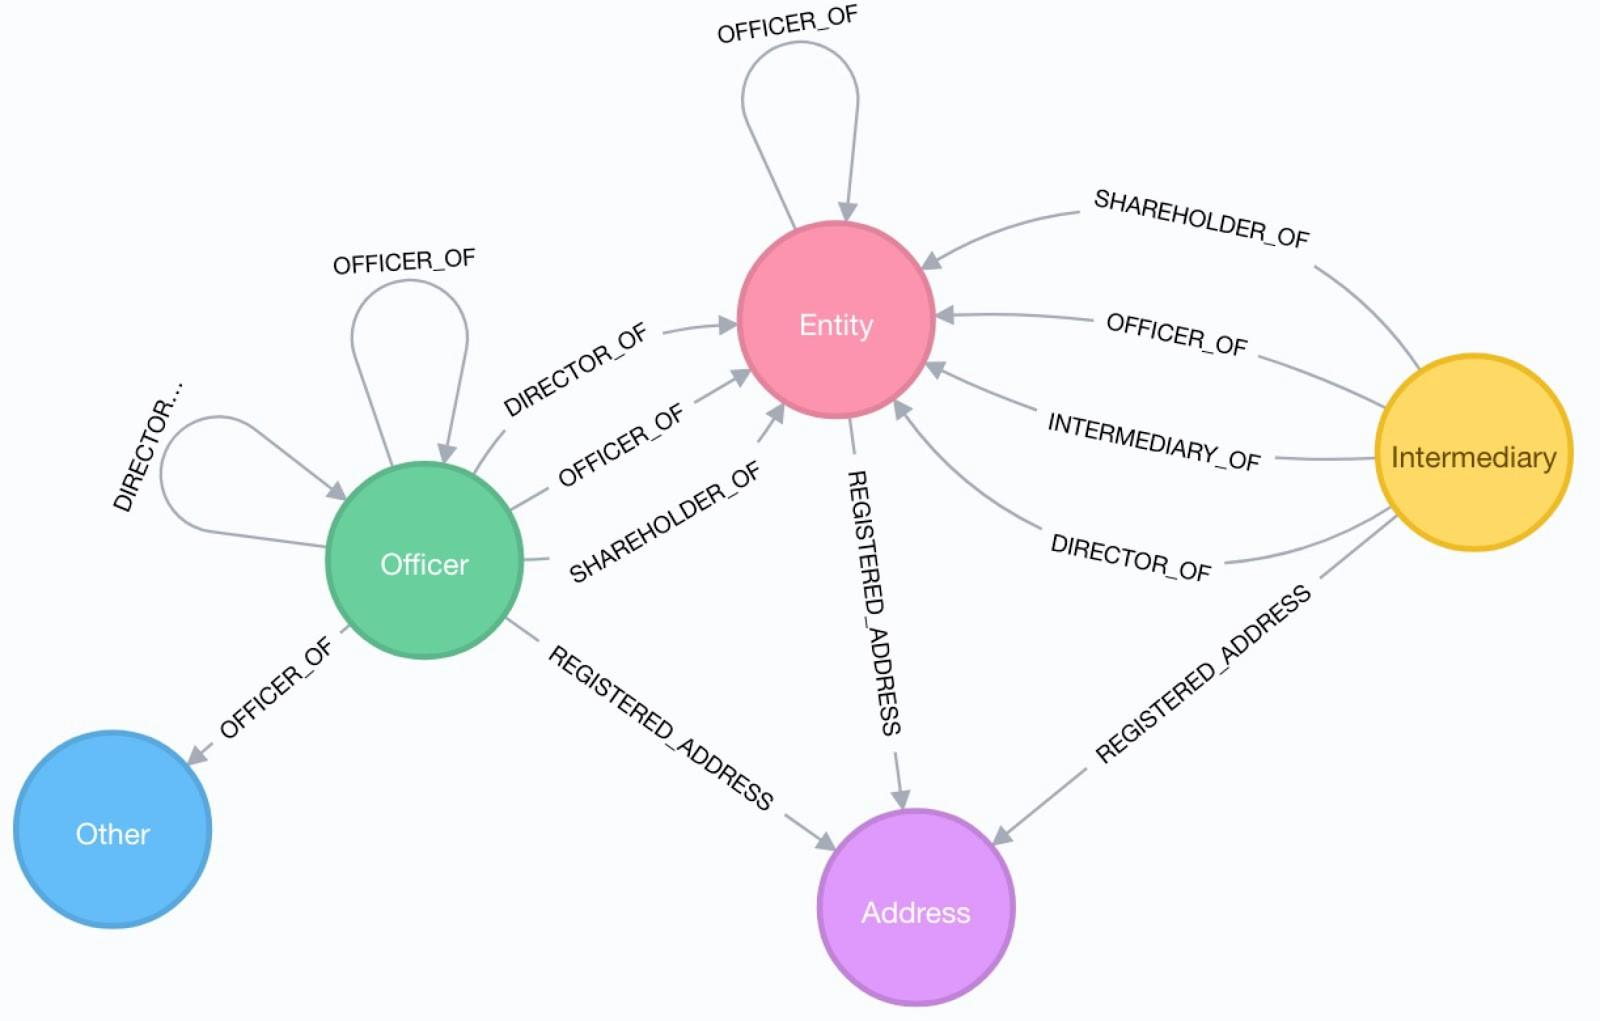 OFFICER_OF
SHAREHOLDER_OF
OFFICER_OF
DIRECTOR_OF
Entity
OFFICER_OF
DIRECTOR...
OFFICER_OF
INTERMEDIARY_OF
Intermediary
SHAREHOLDER_OF
DIRECTOR_OF
Officer
REGISTERED_ADDRESS
REGISTERED_ADDRESS
OFFICER_OF
REGISTERED_ADDRESS
Other
Address